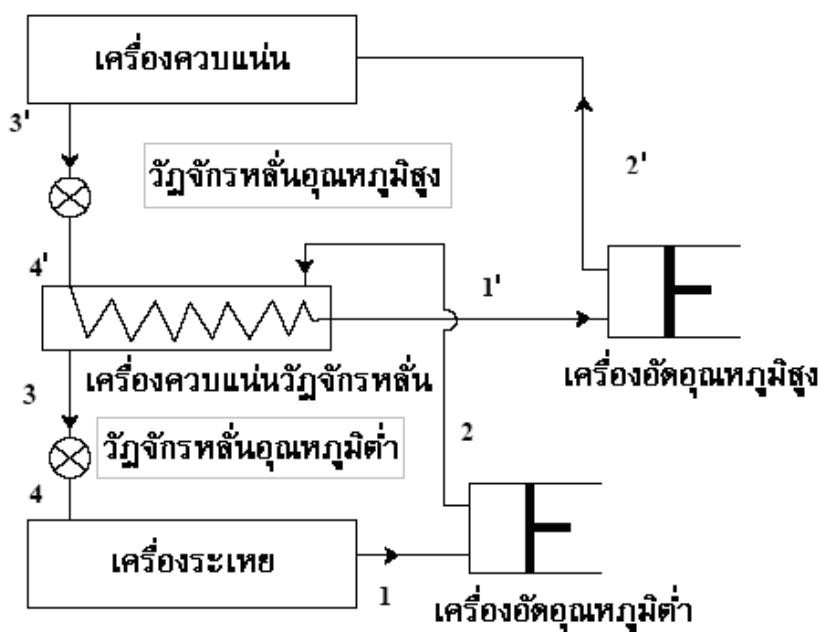 เครื่องควบแน่น
3'
วัฏจักรหลั่นอุณหภูมิสูง
2'
4'
1'
เครื่องควบแน่นวัฏจักรหลั่น
เครื่องอัดอุณหภูมิสูง
3
วัฏจักรหลั่นอุณหภูมิต่ำ
2
4
เครื่องระเหย
1
เครื่องอัดอุณหภูมิต่ำ